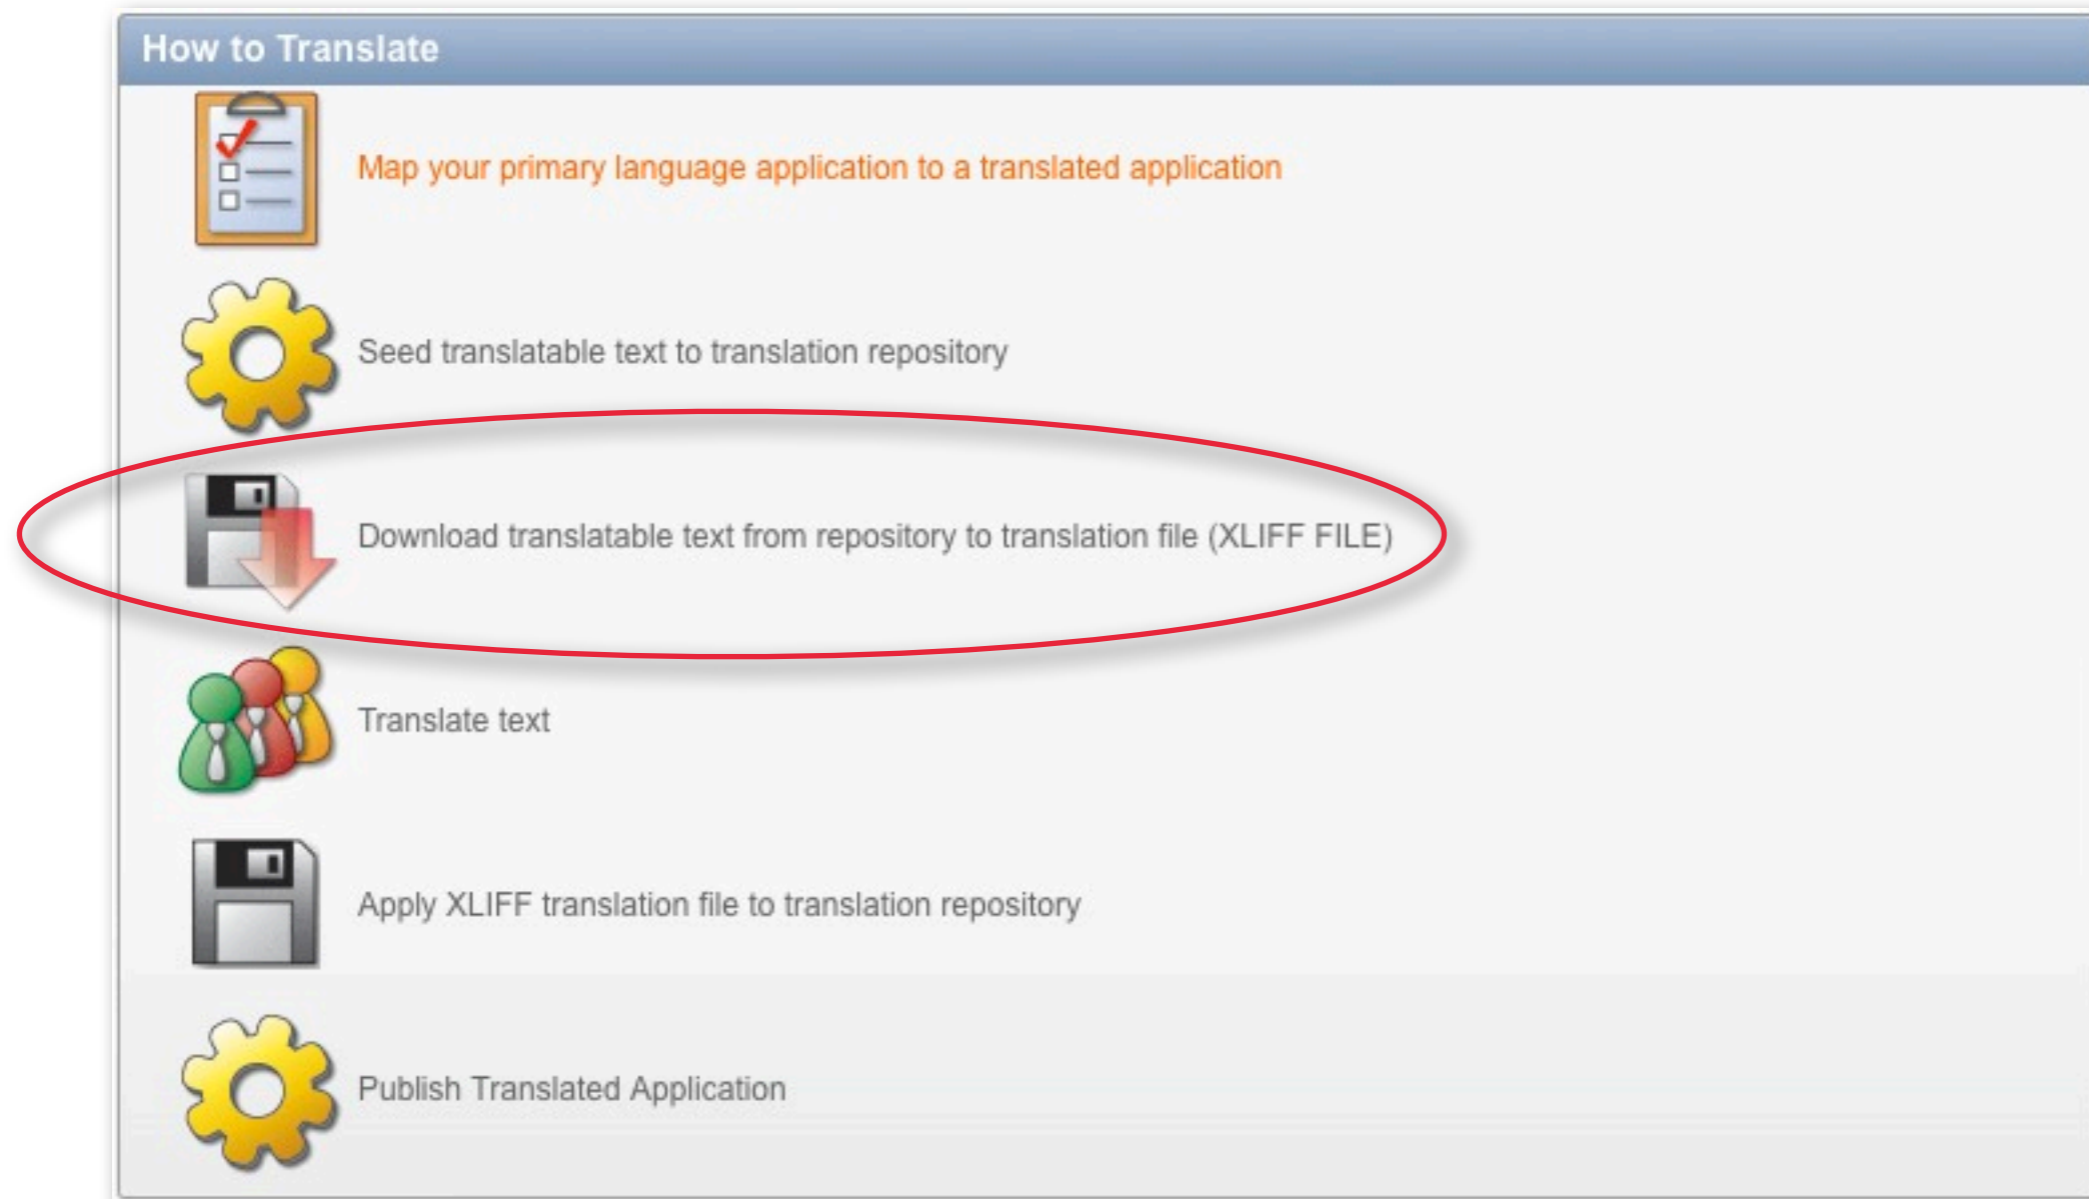 How to Translate
Map your primary language application to a translated application
Seed translatable text to translation repository
Download translatable text from repository to translation file (XLIFF FILE)
Translate text
Apply XLIFF translation file to translation repository
Publish Translated Application